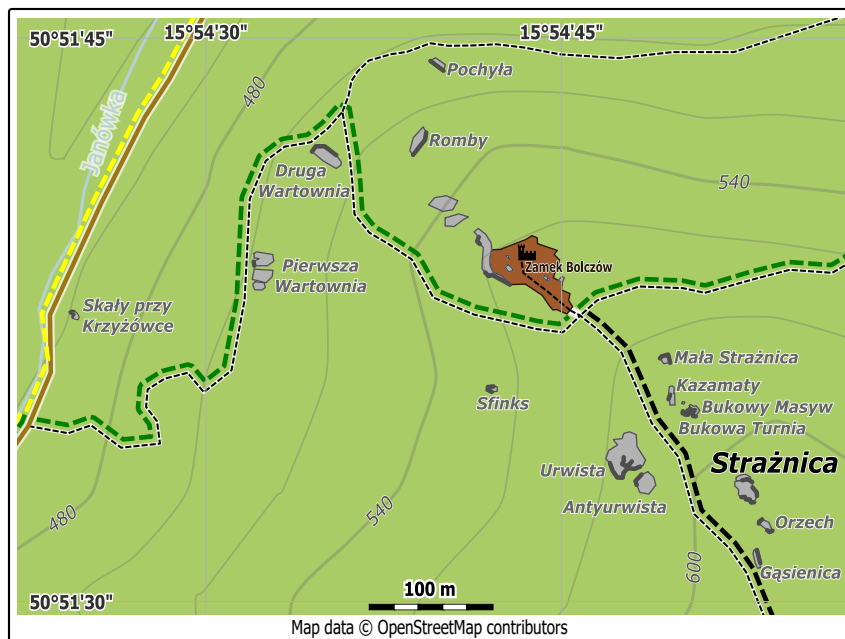 50°51'45"
15°54'30"
15°54'45"
Pochyła
480
Janówka
Romby
Druga
Wartownia
540
Pierwsza
Wartownia
Zamek Bolczów
Skały przy
Krzyżówce
Mała Strażnica
Kazamaty
Sfinks
Bukowy Masyw
Bukowa Turnia
Strażnica
Urwista
Antyurwista
480
540
Orzech
600
Gąsienica
50°51'30"
100 m
Map data © OpenStreetMap contributors